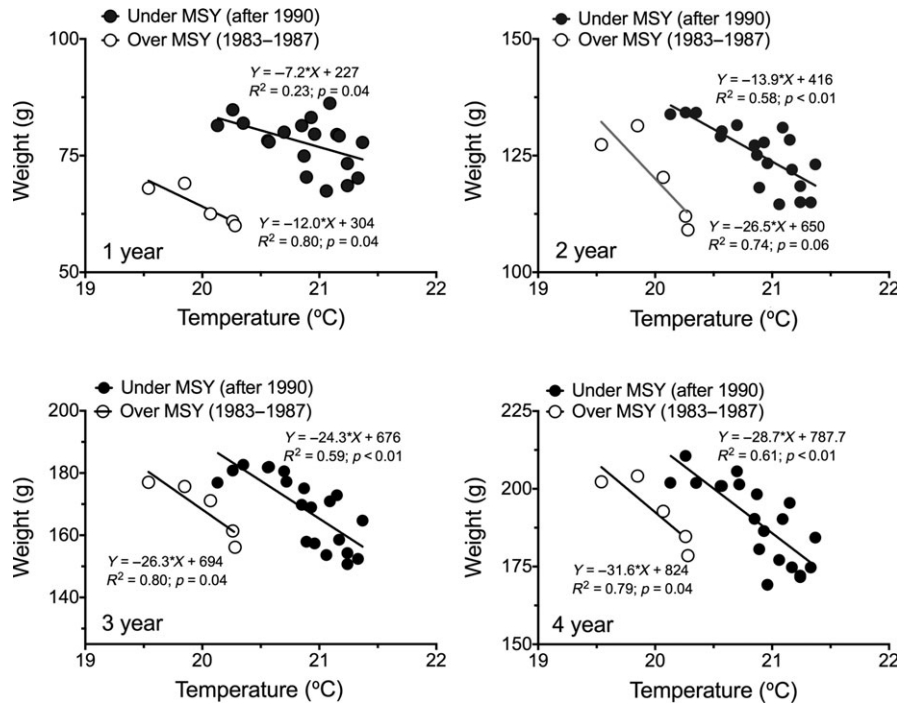 Under MSY (after 1990)
Over MSY (1983–1987)
100
75
50
Weight (g)
Y = –7.2*X + 227
R² = 0.23; p = 0.04
–12.0*X + 304
R² = 0.80; p = 0.04
1 year
19 20 21 22
Temperature (ºC)
Under MSY (after 1990)
Over MSY (1983–1987)
150
125
100
Weight (g)
Y = –13.9*X + 416
R² = 0.58; p < 0.01
Y = –26.5*X + 650
R² = 0.74; p = 0.06
2 year
19 20 21 22
Temperature (ºC)
Under MSY (after 1990)
Over MSY (1983–1987)
200
180
160
140
Weight (g)
Y = –24.3*X + 676
R² = 0.59; p < 0.01
Y = –26.3*X + 694
R² = 0.80; p = 0.04
3 year
19 20 21 22
Temperature (ºC)
Under MSY (after 1990)
Over MSY (1983–1987)
225
200
175
150
Weight (g)
Y = –28.7*X + 787.7
R² = 0.61; p < 0.01
Y = –31.6*X + 824
R² = 0.79; p = 0.04
4 year
19 20 21 22
Temperature (ºC)